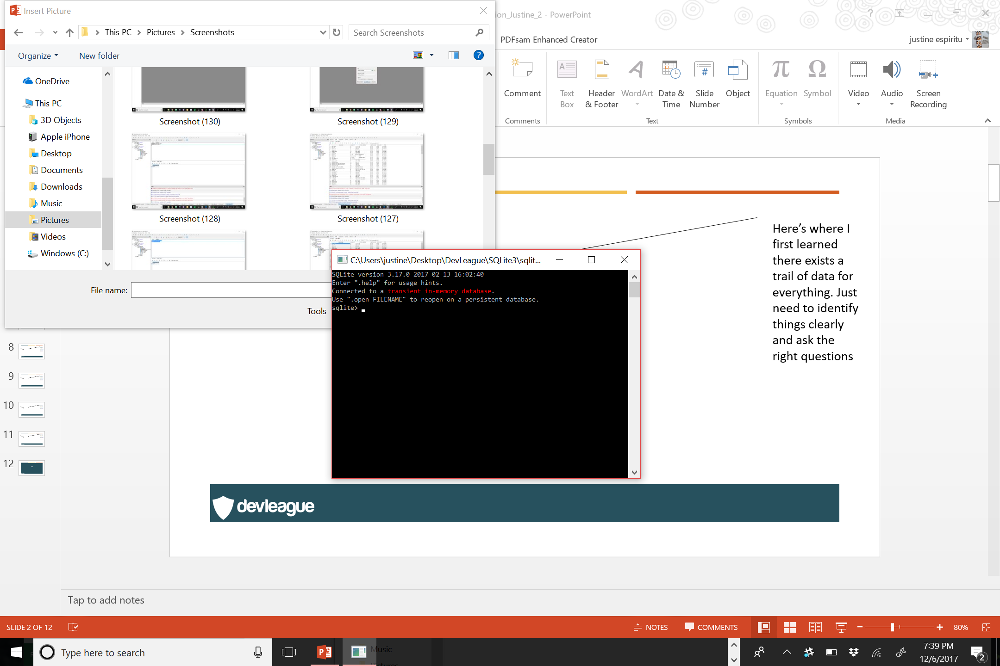 Insert Picture
ion_Justine_2 - PowerPoint
?
This PC
Pictures
Screenshots
Search Screenshots
PDFsam Enhanced Creator
justine espiritu
Organize
New folder
?
Comment
Text
Box
Header
& Footer
WordArt
Date &
Time
Slide
Number
Object
Equation
Symbol
Video
Audio
Screen
Recording
Comments
Text
Symbols
Media
OneDrive
This PC
3D Objects
Apple iPhone
Desktop
Documents
Downloads
Music
Pictures
Videos
Windows (C:)
Screenshot (130)
Screenshot (129)
Screenshot (128)
Screenshot (127)
File name:
Tools
C:\Users\justine\Desktop\DevLeague\SQLite3\sqlit...
SQLite version 3.17.0 2017-02-13 16:02:40
Enter ".help" for usage hints.
Connected to a transient in-memory database.
Use ".open FILENAME" to reopen on a persistent database.
sqlite>
Here’s where I
first learned
there exists a
trail of data for
everything. Just
need to identify
things clearly
and ask the
right questions
8
9
10
11
12
devleague
Tap to add notes
SLIDE 2 OF 12
NOTES
COMMENTS
80%
Type here to search
Music
Pictures
7:39 PM
12/6/2017
2